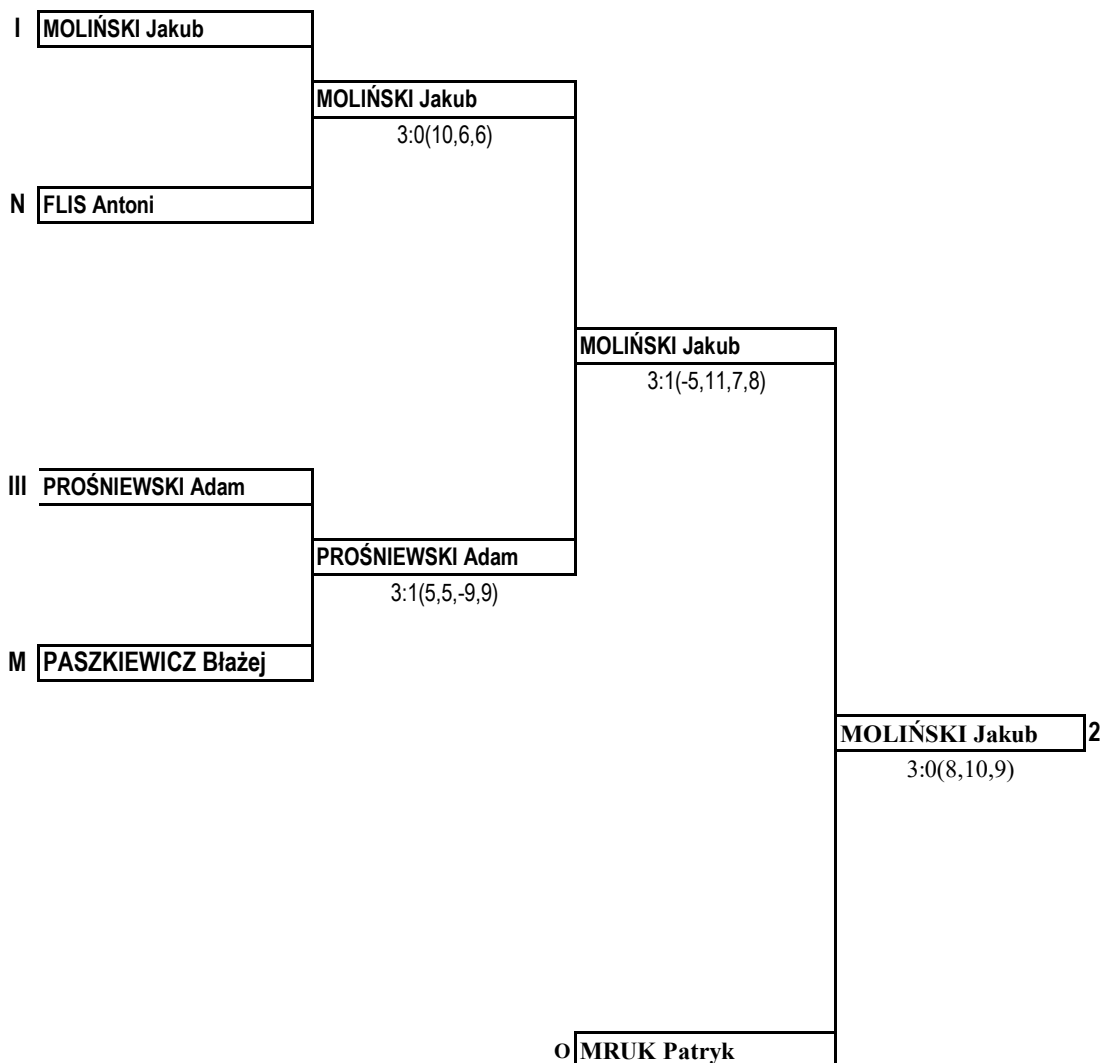 I MOLIŃSKI Jakub
MOLIŃSKI Jakub
3:0(10,6,6)
N FLIS Antoni
MOLIŃSKI Jakub
3:1(-5,11,7,8)
III PROŚNIEWSKI Adam
PROŚNIEWSKI Adam
3:1(5,5,-9,9)
M PASZKIEWICZ Błażej
MOLIŃSKI Jakub 2
3:0(8,10,9)
O MRUK Patryk